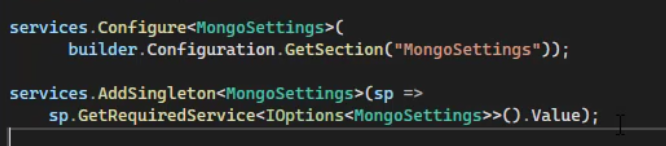 services.Configure<MongoSettings>(
builder.Configuration.GetSection("MongoSettings"));
services.AddSingleton<MongoSettings>(sp =>
sp.GetRequiredService<IOptions<MongoSettings>>().Value);